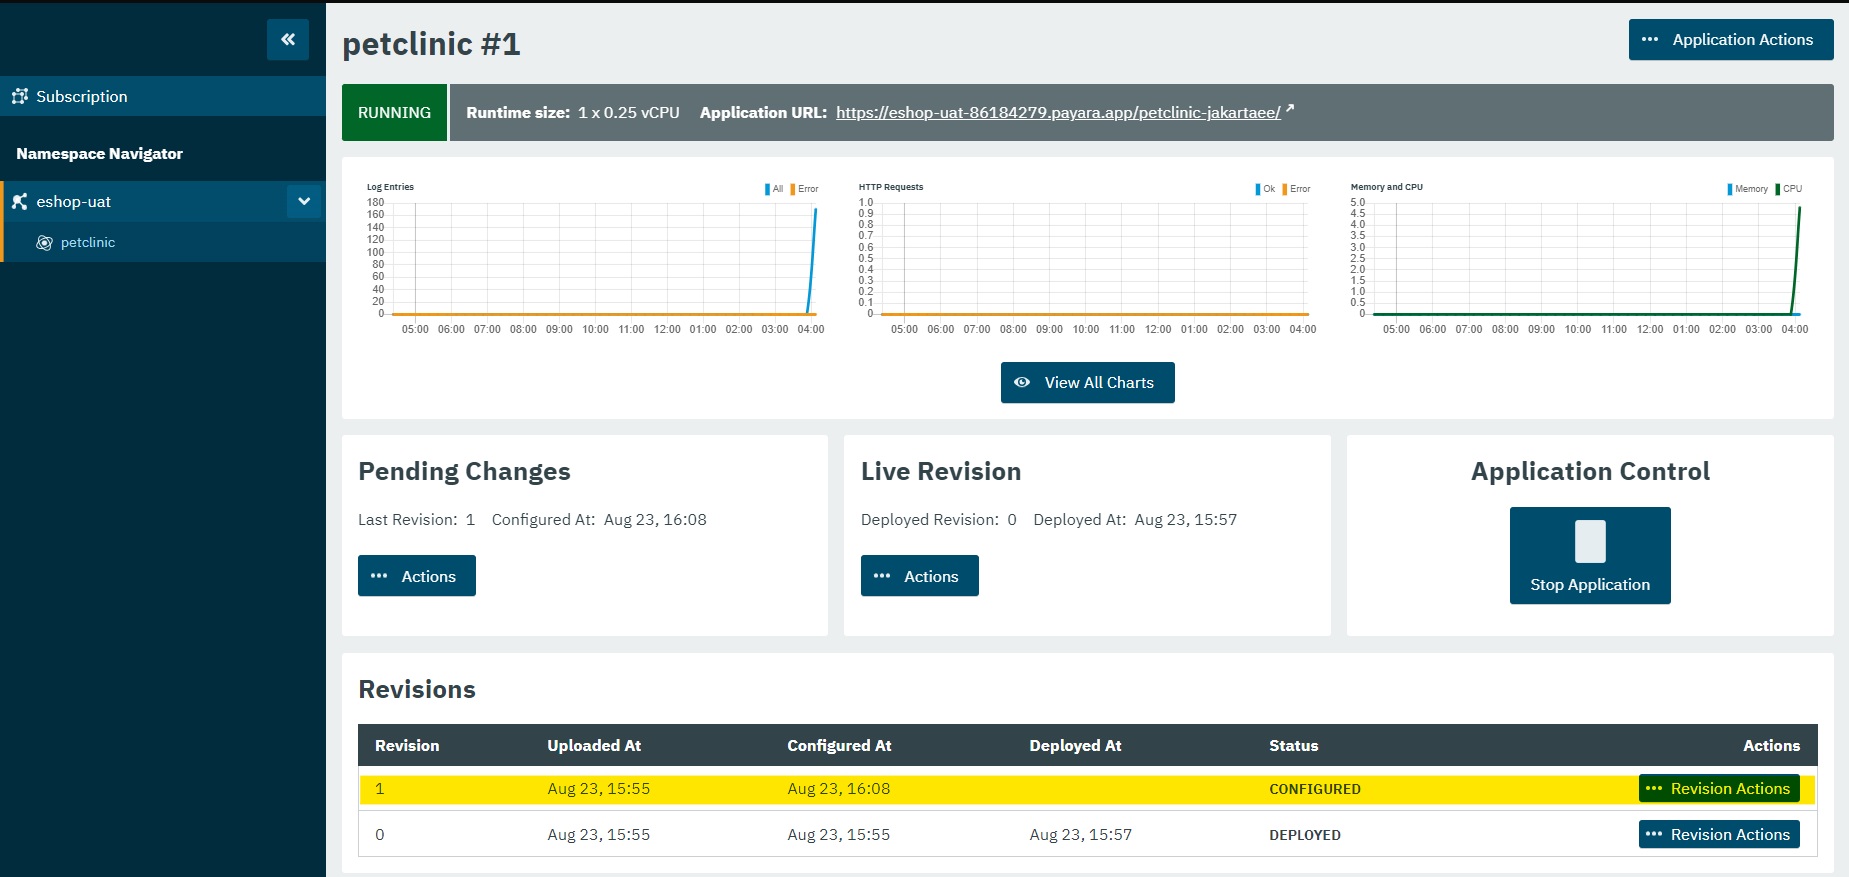 «
Subscription
Namespace Navigator
eshop-uat
petclinic
petclinic #1
Application Actions
RUNNING
Runtime size: 1 x 0.25 vCPU Application URL: https://eshop-uat-86184279.payara.app/petclinic-jakartaee/
Log Entries
All Error
180
160
140
120
100
80
60
40
20
0
05:00 06:00 07:00 08:00 09:00 10:00 11:00 12:00 01:00 02:00 03:00 04:00
HTTP Requests
Ok Error
1.0
0.9
0.8
0.7
0.6
0.5
0.4
0.3
0.2
0.1
0
05:00 06:00 07:00 08:00 09:00 10:00 11:00 12:00 01:00 02:00 03:00 04:00
Memory and CPU
Memory CPU
5.0
4.5
4.0
3.5
3.0
2.5
2.0
1.5
1.0
0.5
0
05:00 06:00 07:00 08:00 09:00 10:00 11:00 12:00 01:00 02:00 03:00 04:00
View All Charts
Pending Changes
Last Revision: 1 Configured At: Aug 23, 16:08
Actions
Live Revision
Deployed Revision: 0 Deployed At: Aug 23, 15:57
Actions
Application Control
Stop Application
Revisions
Revision Uploaded At Configured At Deployed At Status Actions
1 Aug 23, 15:55 Aug 23, 16:08 CONFIGURED Revision Actions
0 Aug 23, 15:55 Aug 23, 15:55 Aug 23, 15:57 DEPLOYED Revision Actions